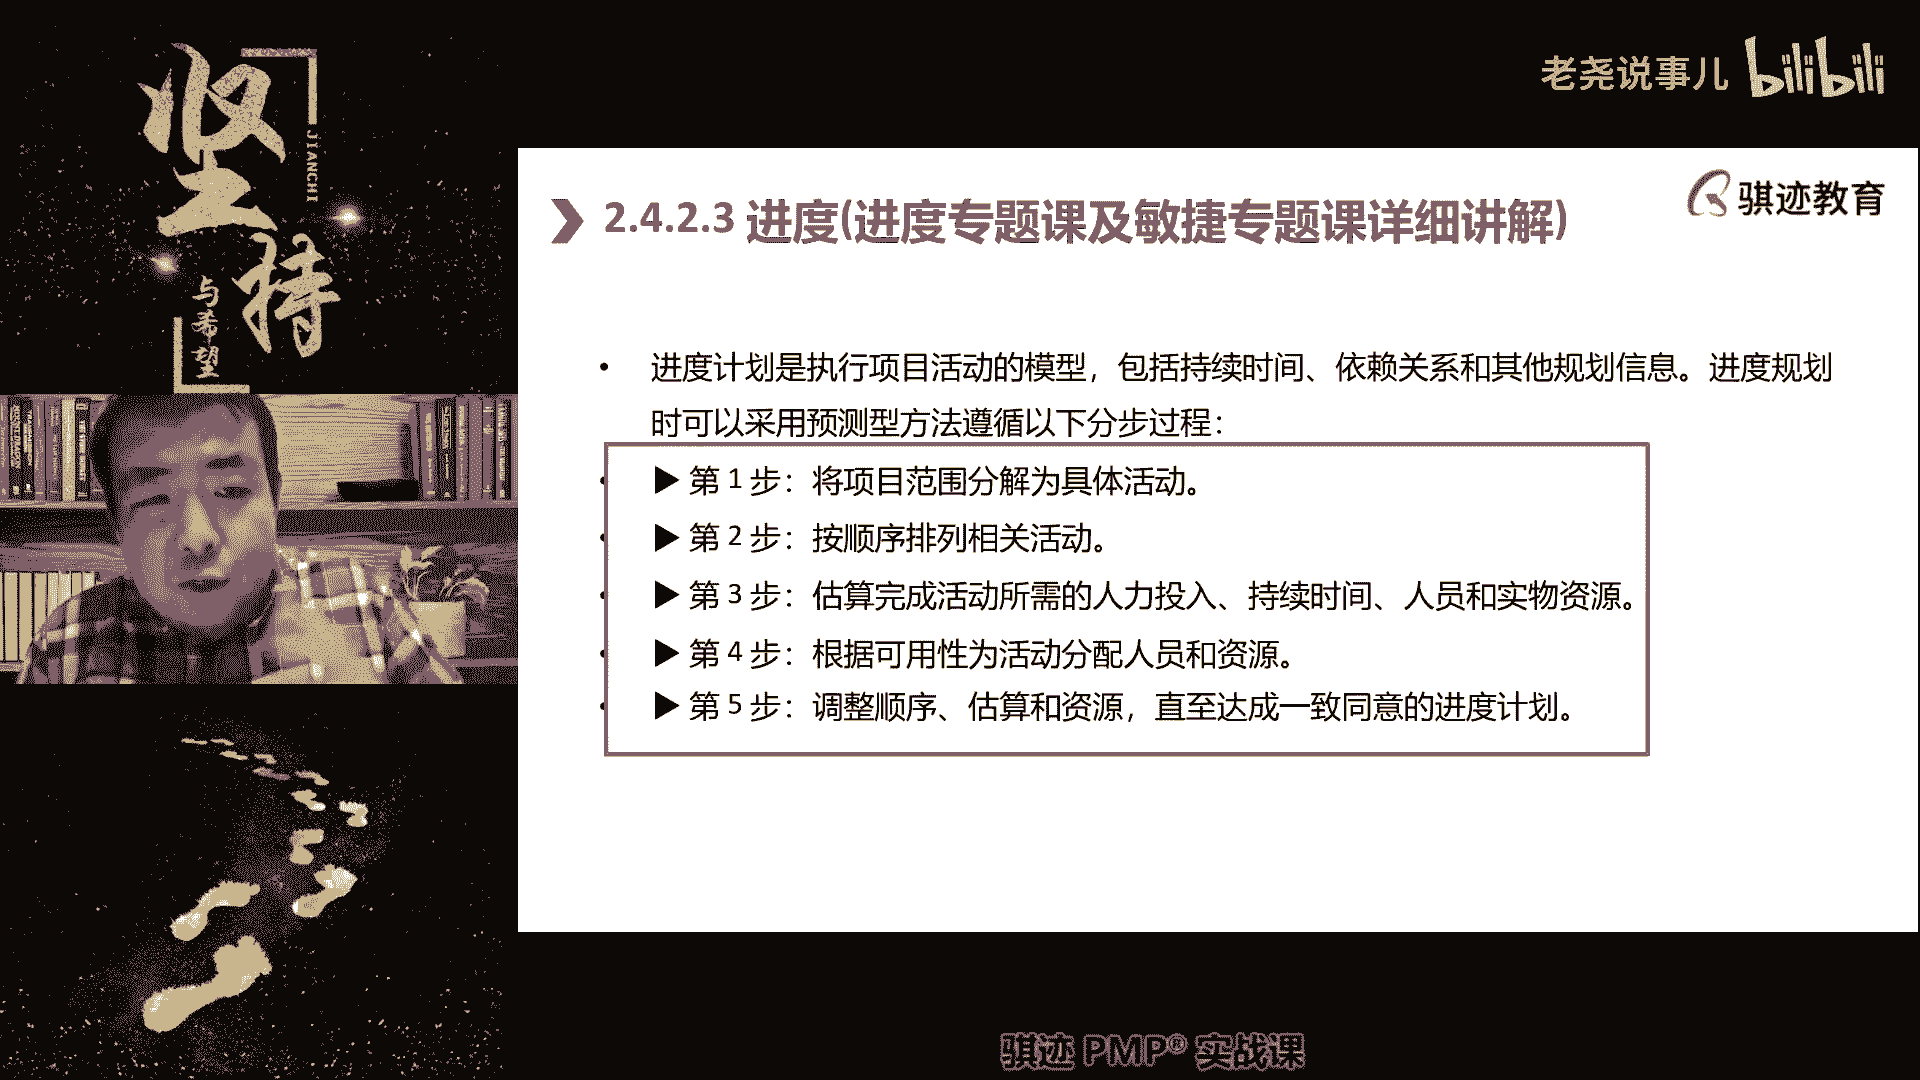 坚持
JIANCHI
与希望
老尧说事儿 bilibili
骐迹教育
2.4.2.3 进度(进度专题课及敏捷专题课详细讲解)
• 进度计划是执行项目活动的模型，包括持续时间、依赖关系和其他规划信息。进度规划
时可以采用预测型方法遵循以下分步过程：
▶ 第 1 步：将项目范围分解为具体活动。
▶ 第 2 步：按顺序排列相关活动。
▶ 第 3 步：估算完成活动所需的人力投入、持续时间、人员和实物资源。
▶ 第 4 步：根据可用性为活动分配人员和资源。
▶ 第 5 步：调整顺序、估算和资源，直至达成一致同意的进度计划。
骐迹 PMP® 实战课